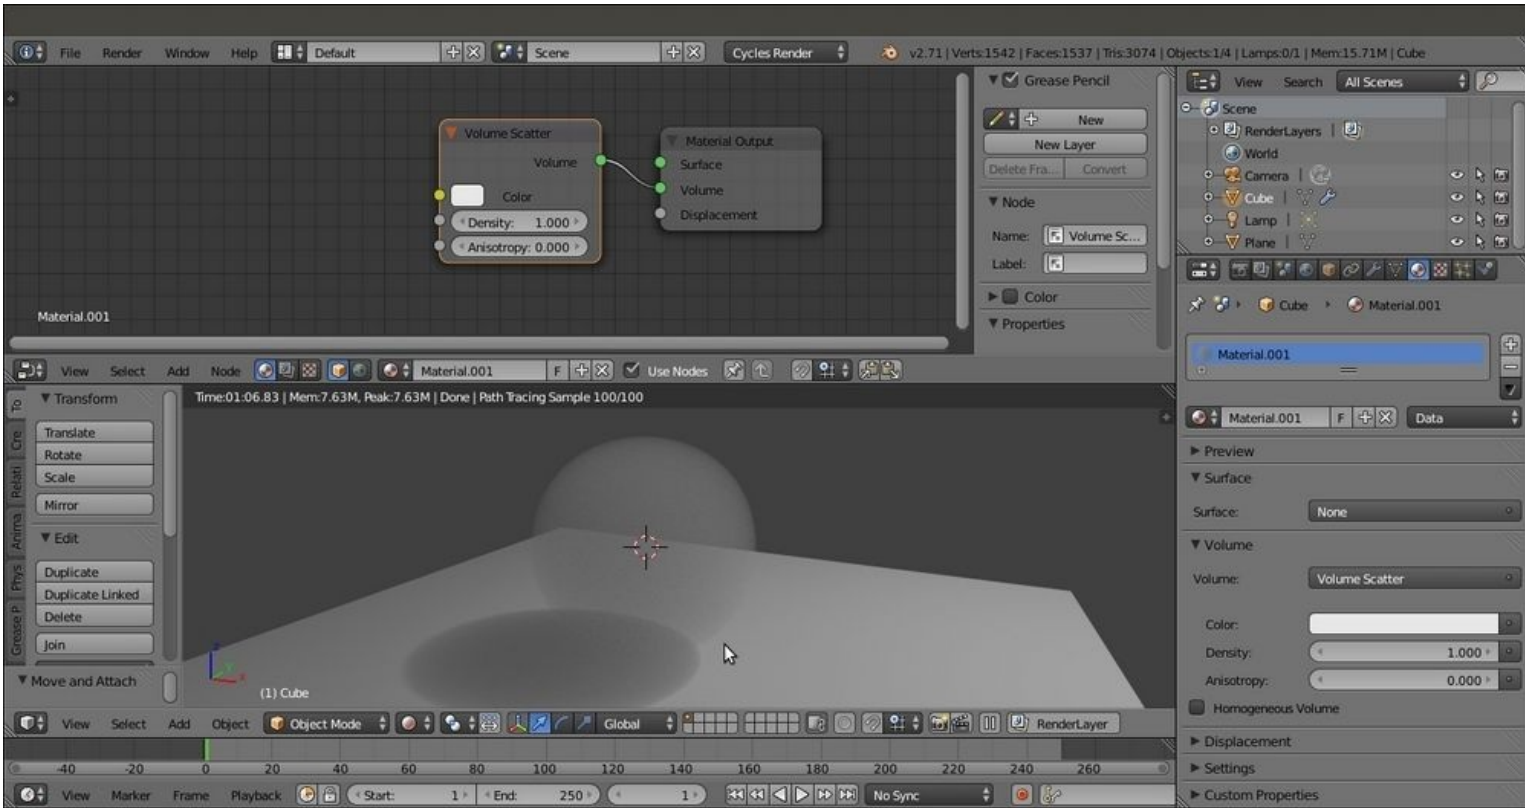 File Render Window Help Default Scene Cycles Render v2.71 | Verts:1542 | Faces:1537 | Tris:3074 | Objects:1/4 | Lamps:0/1 | Mem:15.71M | Cube
Volume Scatter
Volume
Color
Density: 1.000
Anisotropy: 0.000
Material Output
Surface
Volume
Displacement
Material.001
Grease Pencil
New
New Layer
Delete Fra... Convert
Node
Name: Volume Sc...
Label:
Color
Properties
View Search All Scenes
Scene
RenderLayers |
World
Camera |
Cube |
Lamp |
Plane |
View Select Add Node Material.001 F Use Nodes
Cube Material.001
Material.001
Material.001 F Data
Preview
Surface
Surface: None
Volume
Volume: Volume Scatter
Color:
Density: 1.000
Anisotropy: 0.000
Homogeneous Volume
Displacement
Settings
Custom Properties
To
Cre
Relati
Anima
Phys
Grease P
Transform
Translate
Rotate
Scale
Mirror
Edit
Duplicate
Duplicate Linked
Delete
Join
Move and Attach
Time:01:06.83 | Mem:7.63M, Peak:7.63M | Done | Path Tracing Sample 100/100
(1) Cube
View Select Add Object Object Mode Global RenderLayer
-40 -20 0 20 40 60 80 100 120 140 160 180 200 220 240 260
View Marker Frame Playback Start: 1 End: 250 1 No Sync